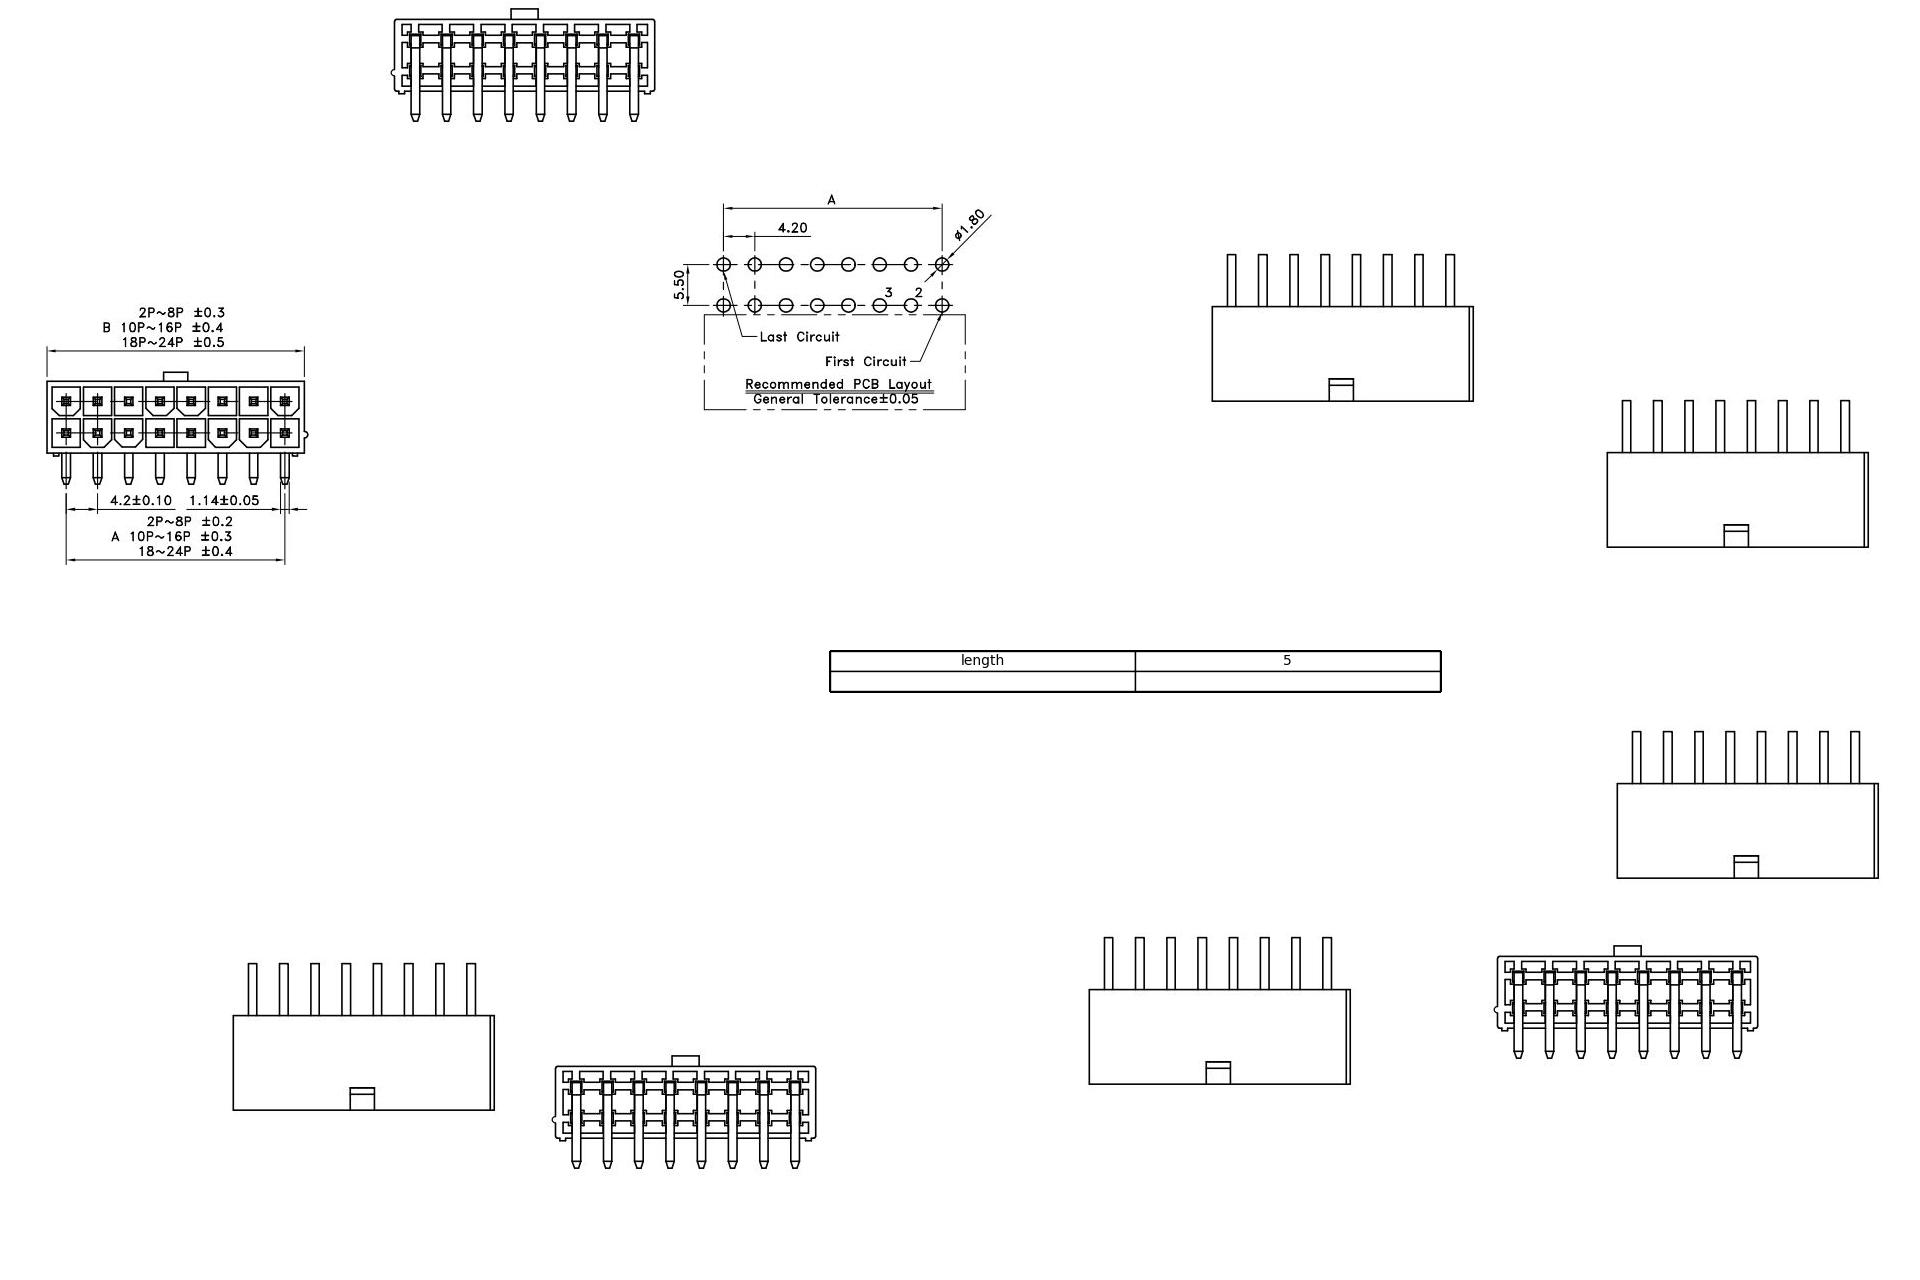 A
4.20
ø1.80
5.50
3 2
Last Circuit
First Circuit
Recommended PCB Layout
General Tolerance±0.05
2P~8P ±0.3
B 10P~16P ±0.4
18P~24P ±0.5
4.2±0.10 1.14±0.05
2P~8P ±0.2
A 10P~16P ±0.3
18~24P ±0.4
length 5